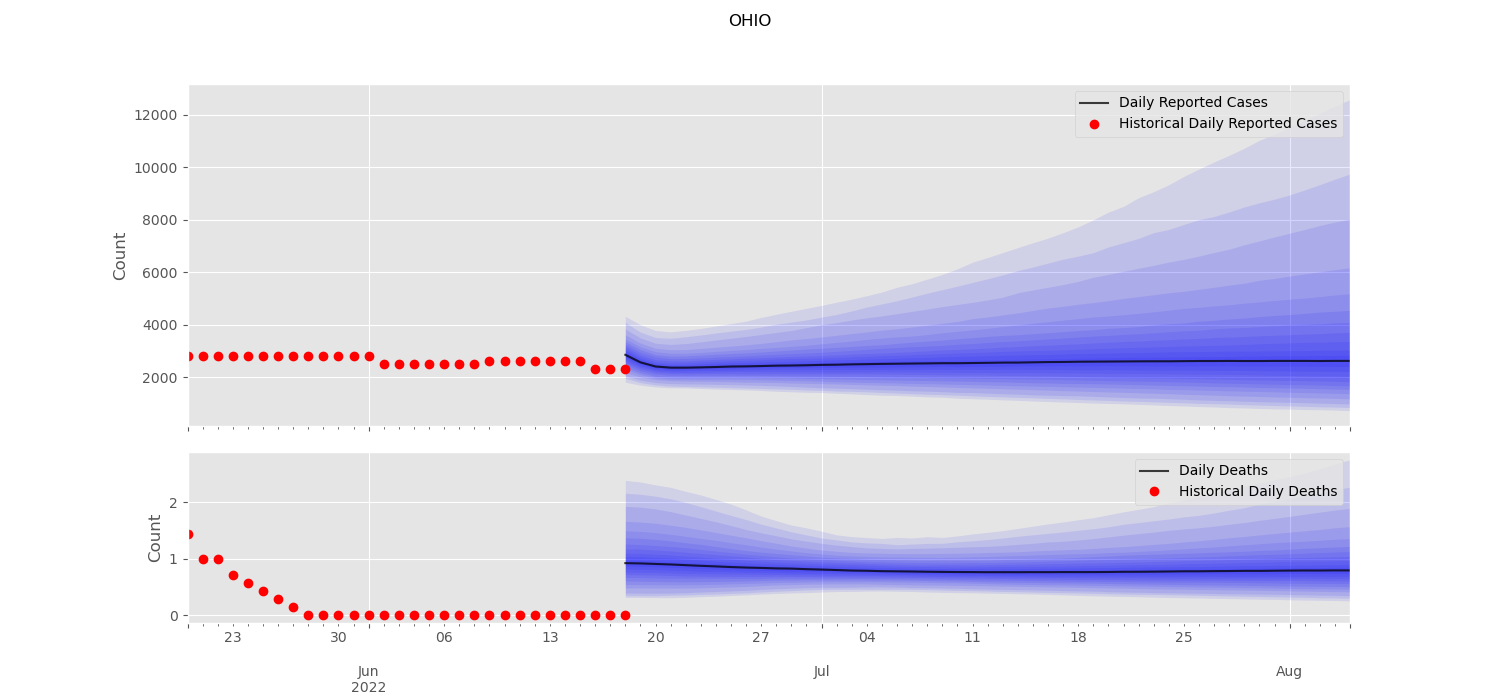 OHIO
Count
12000
10000
8000
6000
4000
2000
Daily Reported Cases
Historical Daily Reported Cases
Count
2
1
0
Daily Deaths
Historical Daily Deaths
23 30 06 13 20 27 04 11 18 25
Jun Jul Aug
2022